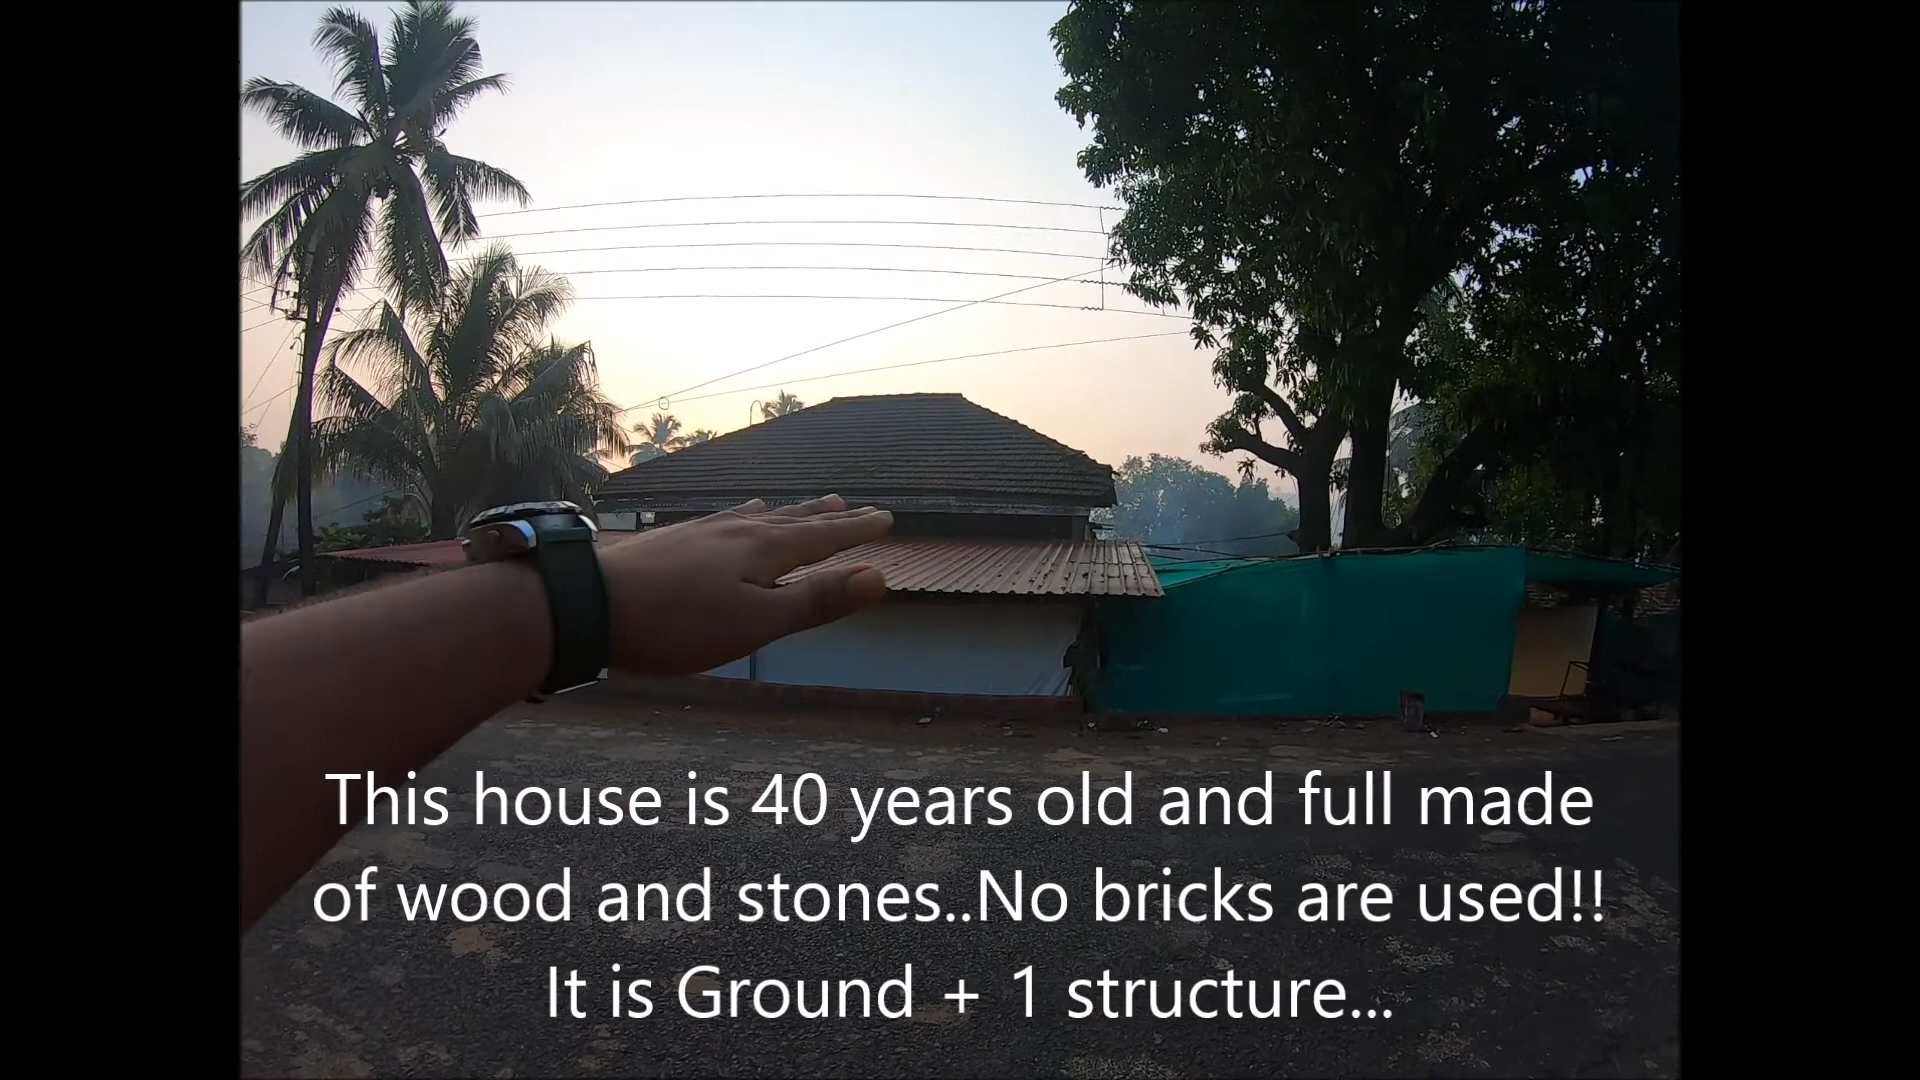 This house is 40 years old and full made
of wood and stones..No bricks are used!!
It is Ground + 1 structure...